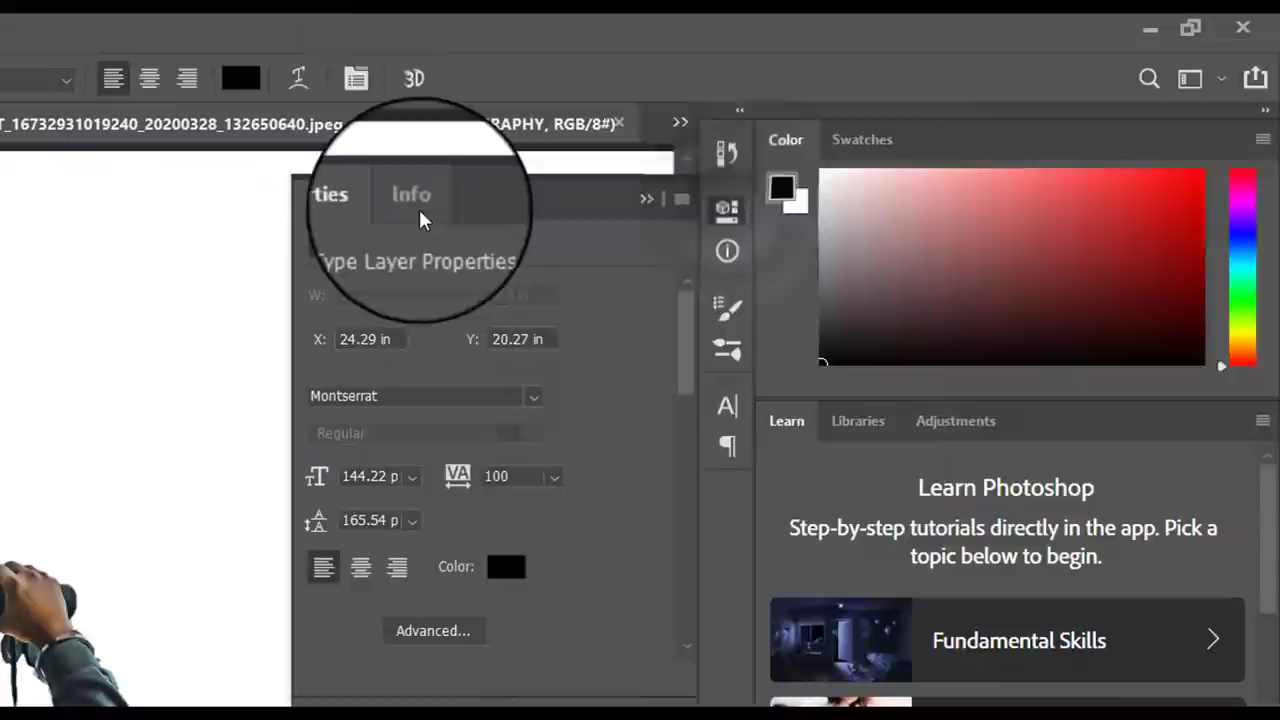 3D
T_16732931019240_20200328_132650640.jpeg
RAPHY, RGB/8#)
Color
Swatches
ties
Info
Type Layer Properties
W:
X: 24.29 in
Y: 20.27 in
Montserrat
Regular
144.22 p
VA 100
165.54 p
Color:
Advanced...
Learn
Libraries
Adjustments
Learn Photoshop
Step-by-step tutorials directly in the app. Pick a
topic below to begin.
Fundamental Skills